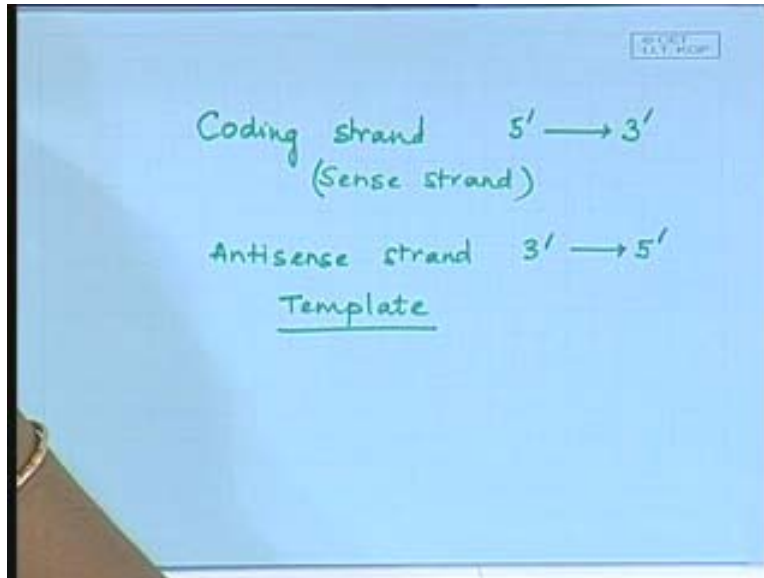 Coding strand 5' ⟶ 3'
(Sense strand)
Antisense strand 3' ⟶ 5'
Template